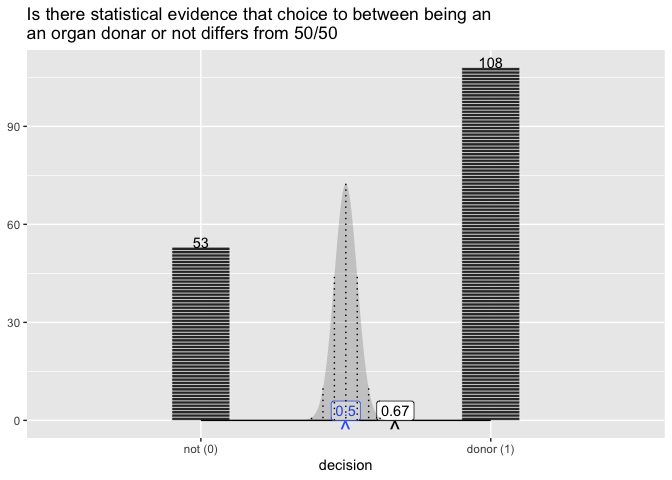 Is there statistical evidence that choice to between being an
an organ donar or not differs from 50/50
108
90
60
53
30
0
0.5
0.67
^
^
not (0)
donor (1)
decision